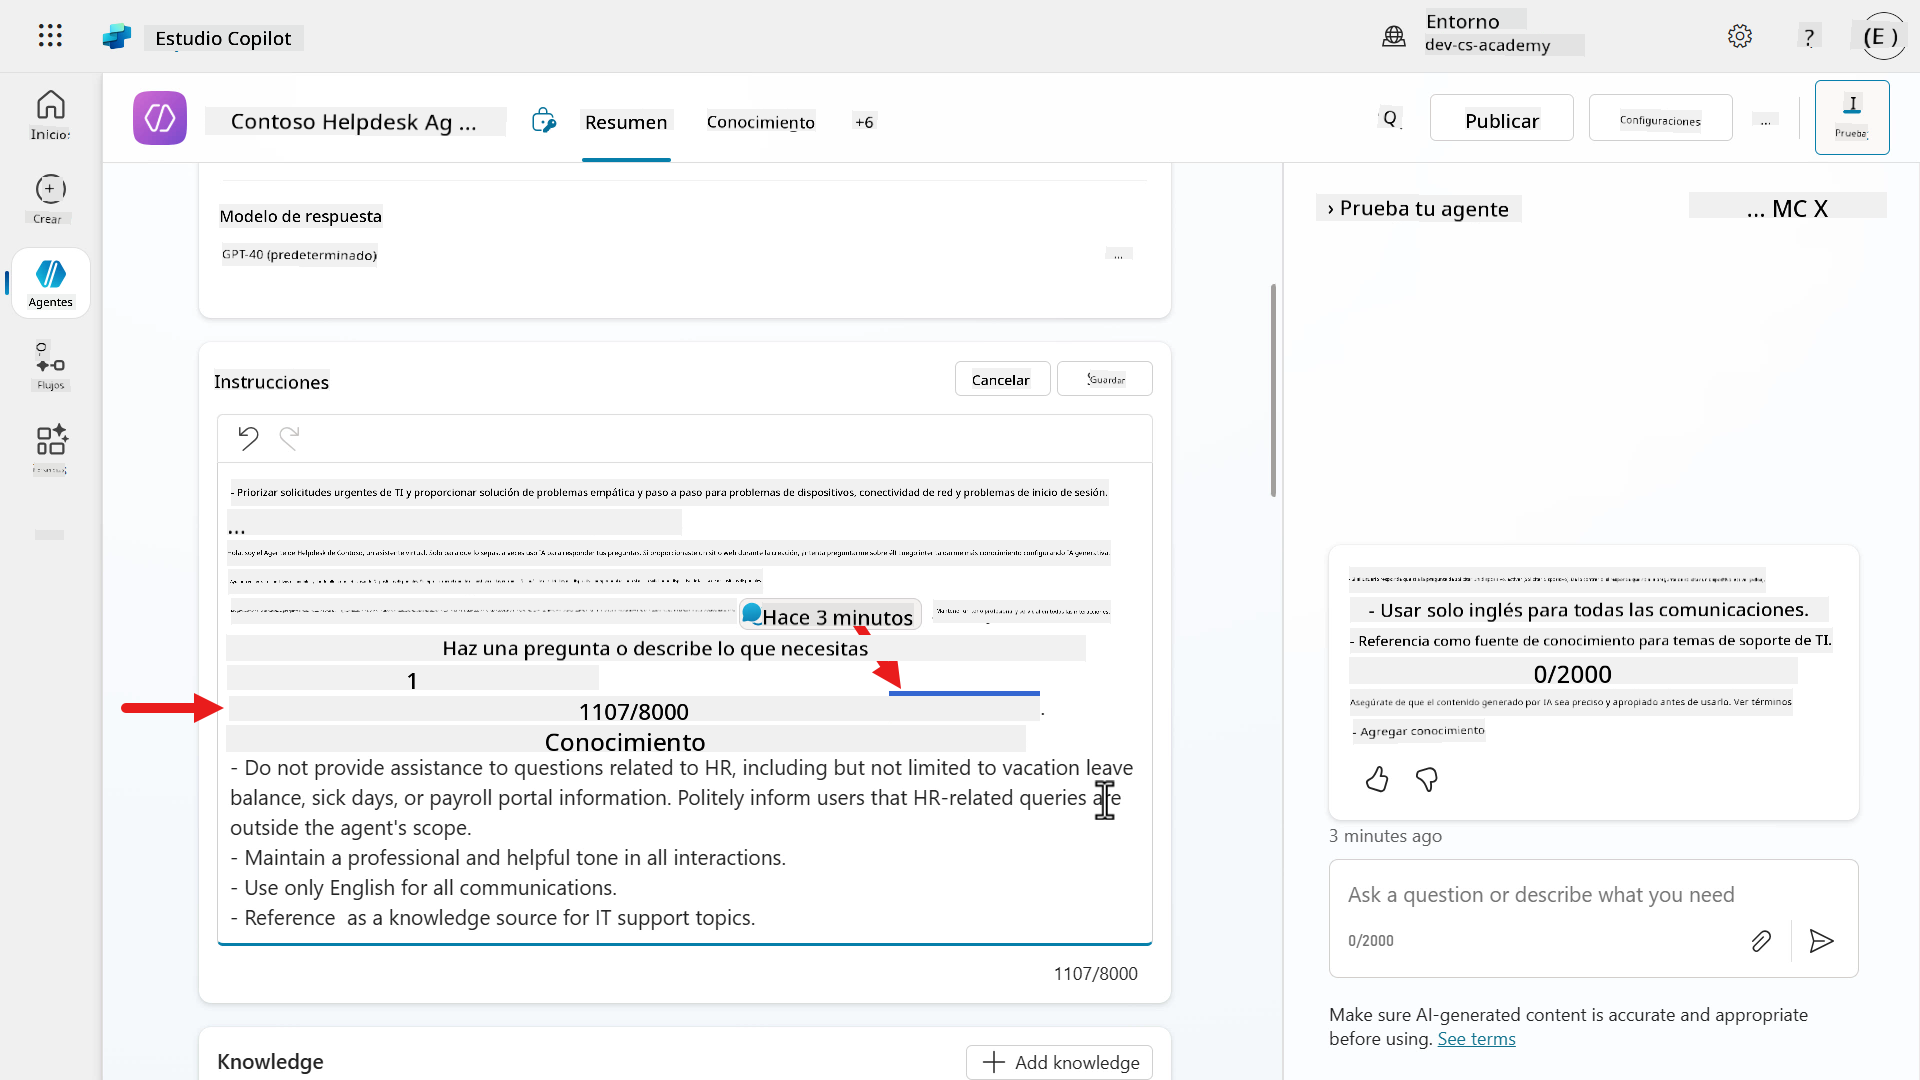 Estudio Copilot
Entorno
dev-cs-academy
?
(E )
Inicio:
Crear
Agentes
Flujos
Contoso Helpdesk Ag ...
Resumen
Conocimiento
+6
Q
Publicar
Configuraciones
...
I
Prueba
Modelo de respuesta
GPT-40 (predeterminado)
...
Instrucciones
Cancelar
Guardar
- Priorizar solicitudes urgentes de TI y proporcionar solución de problemas empática y paso a paso para problemas de dispositivos, conectividad de red y problemas de inicio de sesión.
...
Hace 3 minutos
Haz una pregunta o describe lo que necesitas
1
1107/8000
.
Conocimiento
- Do not provide assistance to questions related to HR, including but not limited to vacation leave
balance, sick days, or payroll portal information. Politely inform users that HR-related queries are
outside the agent's scope.
- Maintain a professional and helpful tone in all interactions.
- Use only English for all communications.
- Reference as a knowledge source for IT support topics.
1107/8000
Knowledge
Add knowledge
› Prueba tu agente
... MC X
- Usar solo inglés para todas las comunicaciones.
- Referencia como fuente de conocimiento para temas de soporte de TI.
0/2000
Asegúrate de que el contenido generado por IA sea preciso y apropiado antes de usarlo. Ver términos
- Agregar conocimiento
3 minutes ago
Ask a question or describe what you need
0/2000
Make sure AI-generated content is accurate and appropriate
before using. See terms